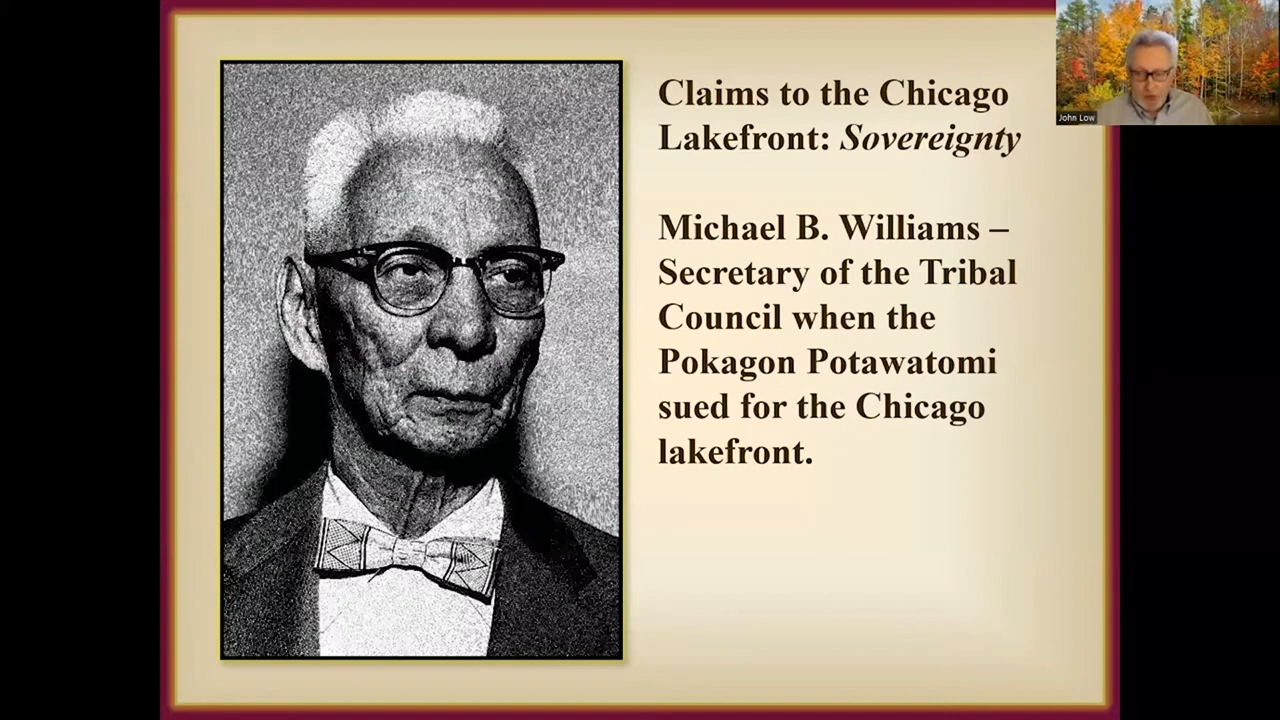 Claims to the Chicago
Lakefront: Sovereignty
Michael B. Williams –
Secretary of the Tribal
Council when the
Pokagon Potawatomi
sued for the Chicago
lakefront.
John Low